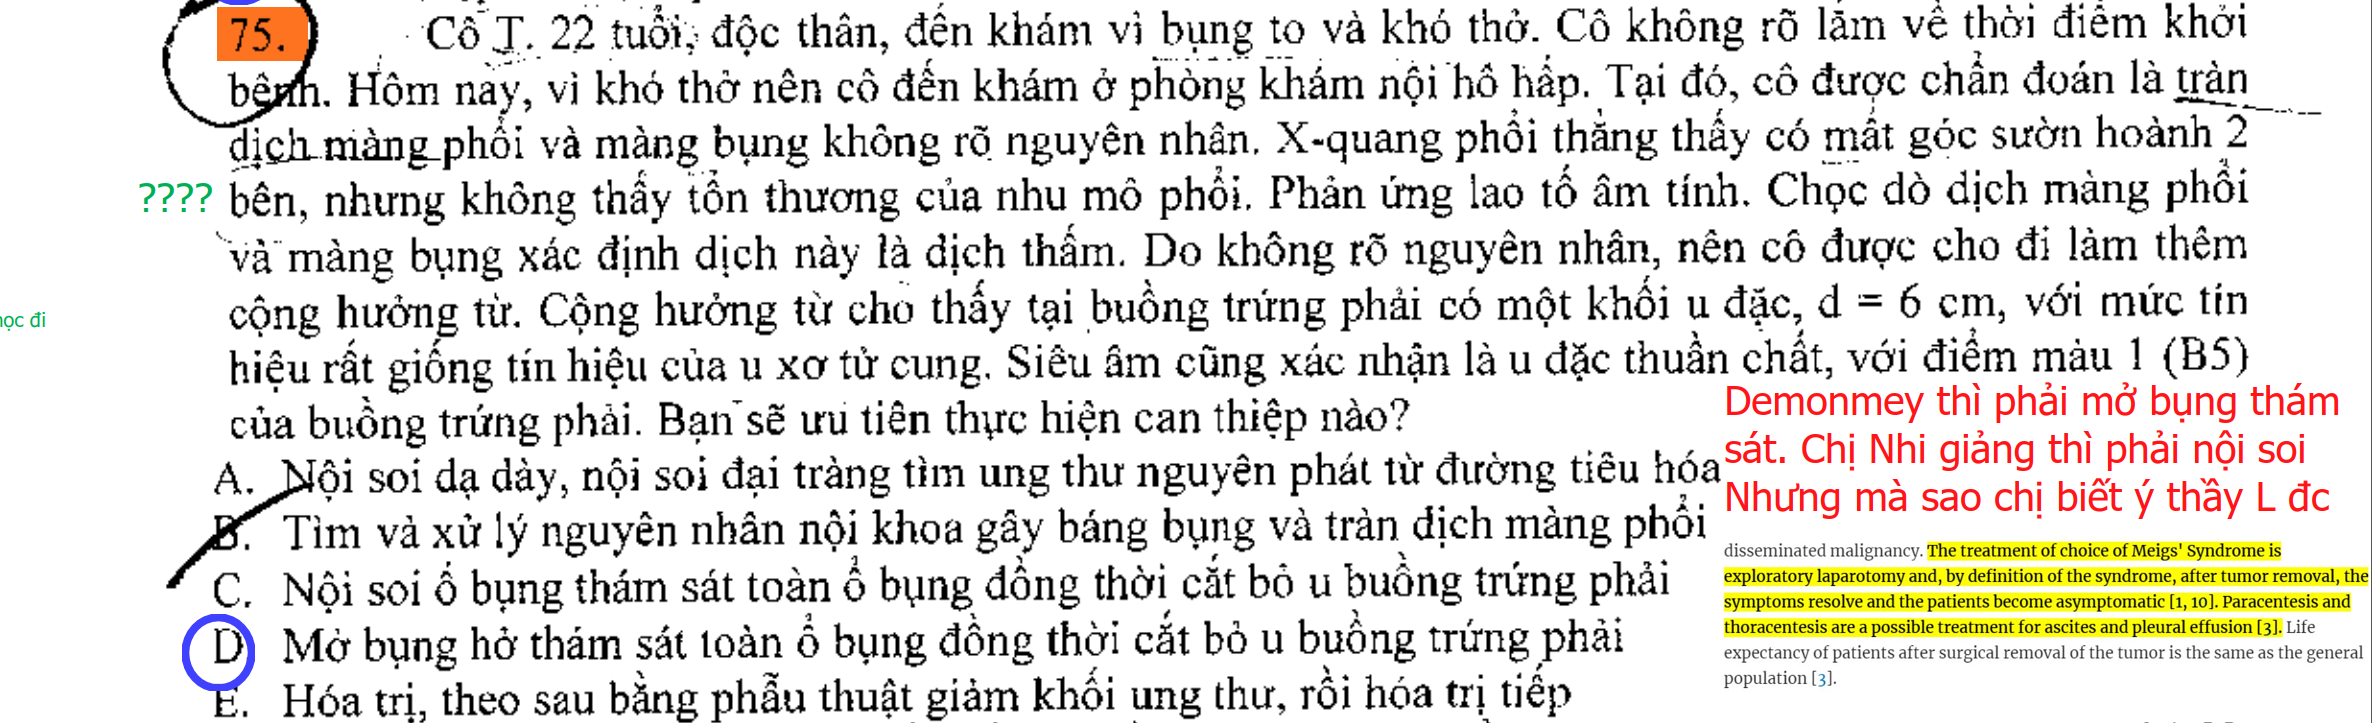 75. Cô T. 22 tuổi, độc thân, đến khám vì bụng to và khó thở. Cô không rõ lắm về thời điểm khởi
bệnh. Hôm nay, vì khó thở nên cô đến khám ở phòng khám nội hô hấp. Tại đó, cô được chẩn đoán là tràn
dịch màng phổi và màng bụng không rõ nguyên nhân. X-quang phổi thẳng thấy có mất góc sườn hoành 2
???? bên, nhưng không thấy tổn thương của nhu mô phổi. Phản ứng lao tố âm tính. Chọc dò dịch màng phổi
và màng bụng xác định dịch này là dịch thấm. Do không rõ nguyên nhân, nên cô được cho đi làm thêm
học đi
cộng hưởng từ. Cộng hưởng từ cho thấy tại buồng trứng phải có một khối u đặc, d = 6 cm, với mức tín
hiệu rất giống tín hiệu của u xơ tử cung. Siêu âm cũng xác nhận là u đặc thuần chất, với điểm màu 1 (B5)
của buồng trứng phải. Bạn sẽ ưu tiên thực hiện can thiệp nào?
A. Nội soi dạ dày, nội soi đại tràng tìm ung thư nguyên phát từ đường tiêu hóa
B. Tìm và xử lý nguyên nhân nội khoa gây báng bụng và tràn dịch màng phổi
C. Nội soi ổ bụng thám sát toàn ổ bụng đồng thời cắt bỏ u buồng trứng phải
D. Mở bụng hở thám sát toàn ổ bụng đồng thời cắt bỏ u buồng trứng phải
E. Hóa trị, theo sau bằng phẫu thuật giảm khối ung thư, rồi hóa trị tiếp
Demonmey thì phải mở bụng thám
sát. Chị Nhi giảng thì phải nội soi
Nhưng mà sao chị biết ý thầy L đc
disseminated malignancy. The treatment of choice of Meigs' Syndrome is
exploratory laparotomy and, by definition of the syndrome, after tumor removal, the
symptoms resolve and the patients become asymptomatic [1, 10]. Paracentesis and
thoracentesis are a possible treatment for ascites and pleural effusion [3]. Life
expectancy of patients after surgical removal of the tumor is the same as the general
population [3].